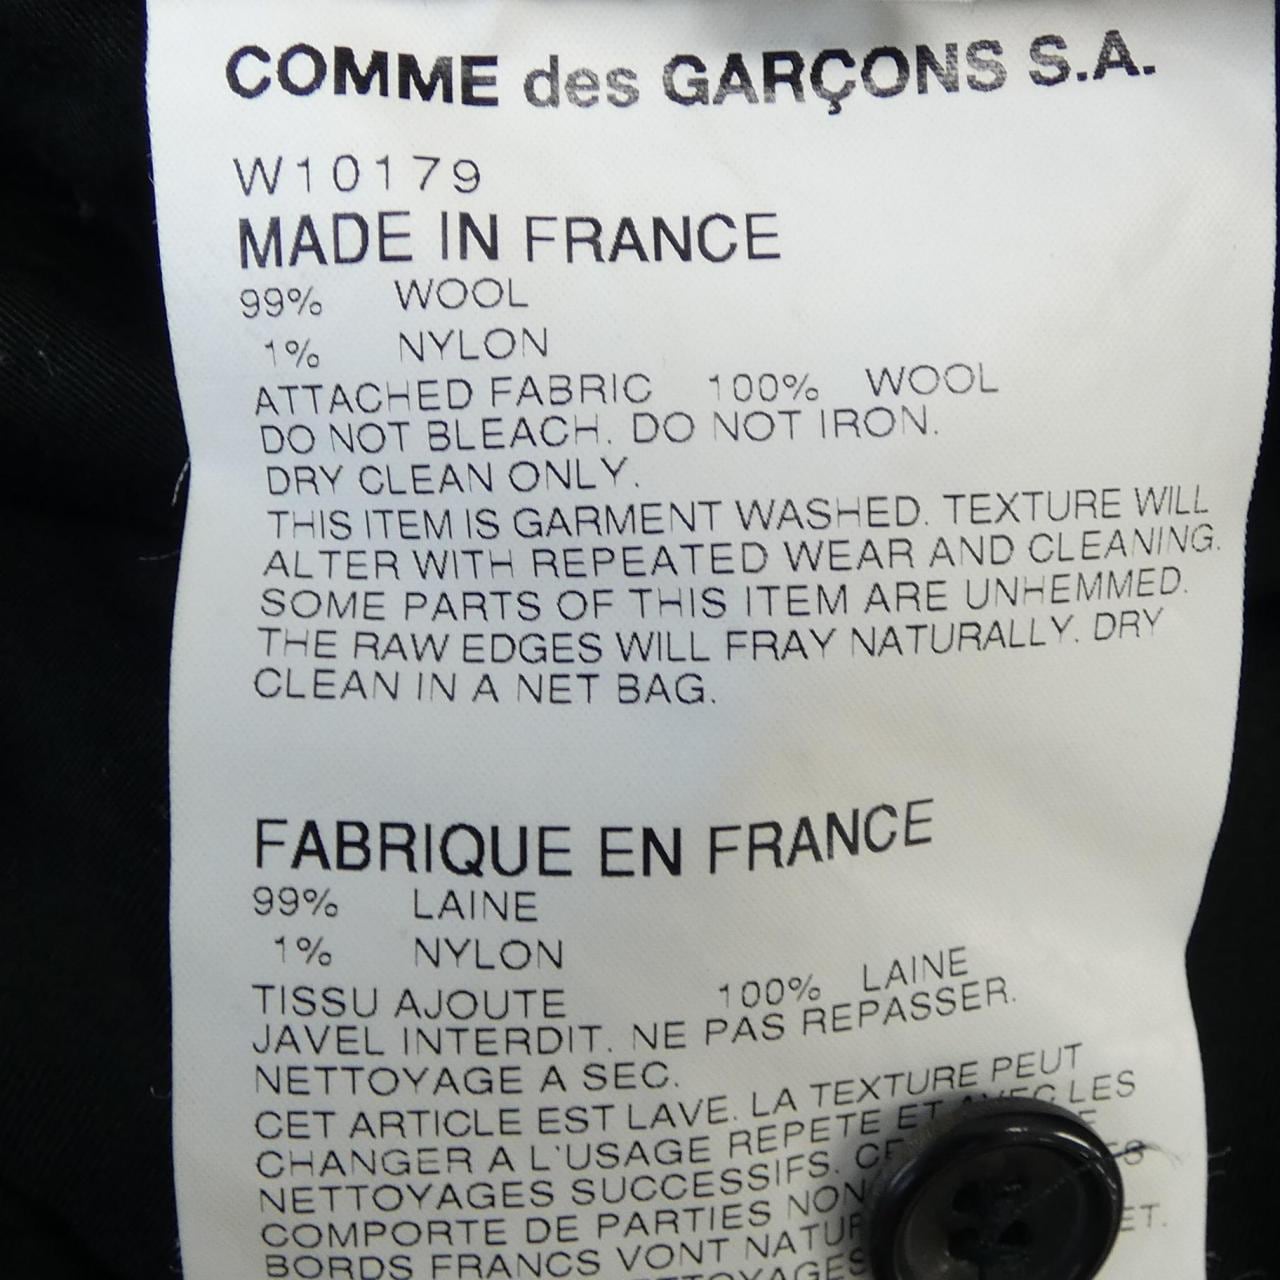 COMME des GARÇONS S.A.
W10179
MADE IN FRANCE
99% WOOL
1% NYLON
ATTACHED FABRIC 100% WOOL
DO NOT BLEACH. DO NOT IRON.
DRY CLEAN ONLY.
THIS ITEM IS GARMENT WASHED. TEXTURE WILL
ALTER WITH REPEATED WEAR AND CLEANING.
SOME PARTS OF THIS ITEM ARE UNHEMMED.
THE RAW EDGES WILL FRAY NATURALLY. DRY
CLEAN IN A NET BAG.
FABRIQUE EN FRANCE
99% LAINE
1% NYLON
TISSU AJOUTE 100% LAINE
JAVEL INTERDIT. NE PAS REPASSER.
NETTOYAGE A SEC.
CET ARTICLE EST LAVE. LA TEXTURE PEUT
CHANGER A L'USAGE REPETE ET AVEC LES
NETTOYAGES SUCCESSIFS.
COMPORTE DE PARTIES NON
BORDS FRANCS VONT